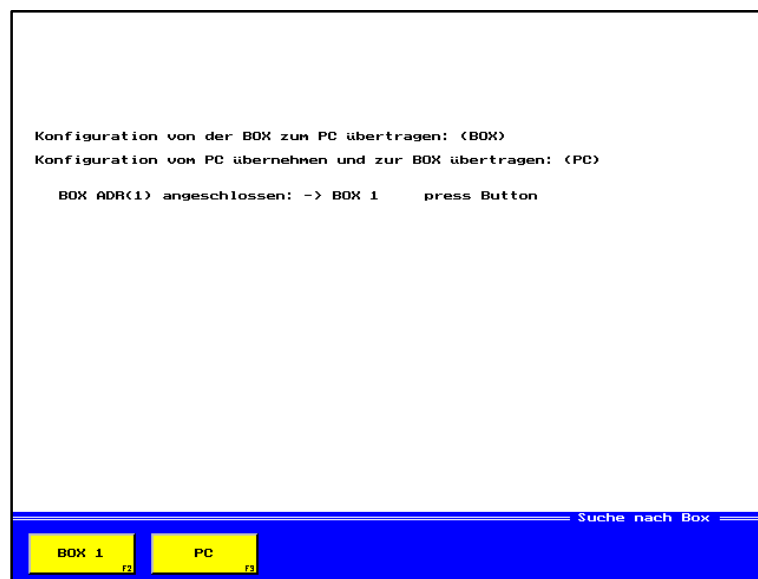 Konfiguration von der BOX zum PC übertragen: (BOX)
Konfiguration vom PC übernehmen und zur BOX übertragen: (PC)
BOX ADR(1) angeschlossen: -> BOX 1 press Button
Suche nach Box
BOX 1 F2
PC F3